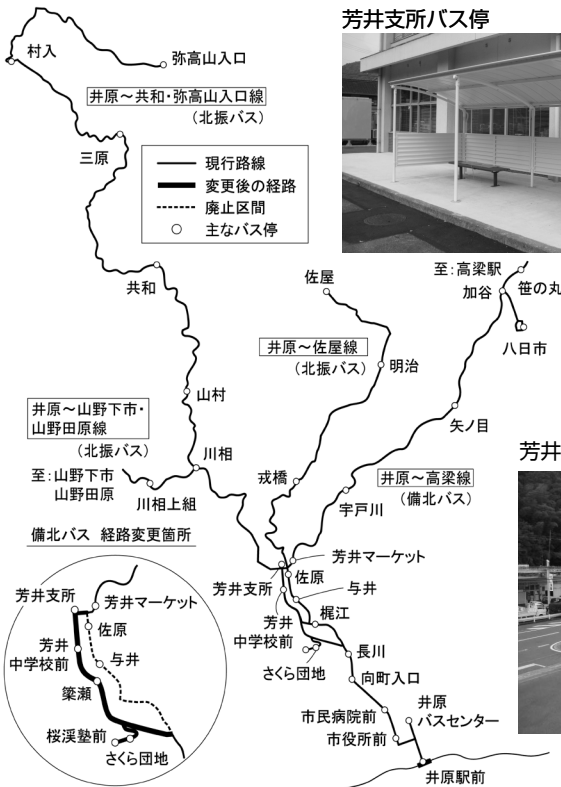 芳井支所バス停
村入
弥高山入口
井原～共和・弥高山入口線
(北振バス)
三原
現行路線
変更後の経路
廃止区間
主なバス停
共和
佐屋
至：高梁駅
加谷
笹の丸
八日市
井原～佐屋線
(北振バス)
明治
山村
井原～山野下市・
山野田原線
(北振バス)
矢ノ目
川相
至：山野下市
山野田原
川相上組
戎橋
井原～高梁線
(備北バス)
芳井
宇戸川
備北バス 経路変更箇所
芳井マーケット
芳井支所
佐原
与井
芳井
中学校前
梶江
さくら団地
長川
向町入口
市民病院前
井原
バスセンター
市役所前
井原駅前
芳井支所
芳井マーケット
佐原
芳井
中学校前
与井
簗瀬
桜渓塾前
さくら団地